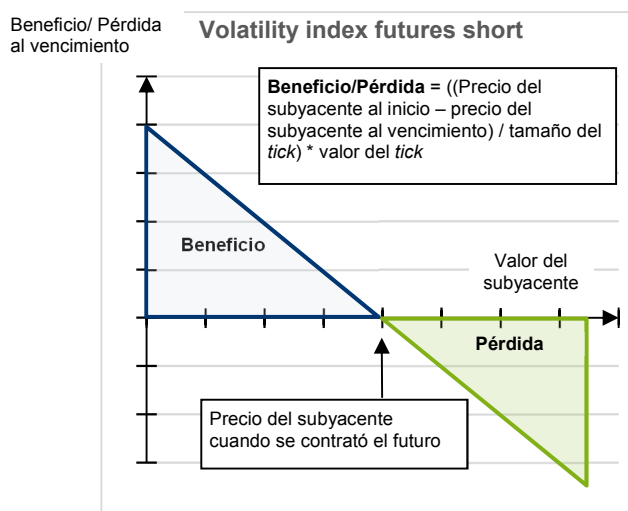 Beneficio/ Pérdida
al vencimiento
Volatility index futures short
Beneficio/Pérdida = ((Precio del
subyacente al inicio – precio del
subyacente al vencimiento) / tamaño del
tick) * valor del tick
Beneficio
Valor del
subyacente
Pérdida
Precio del subyacente
cuando se contrató el futuro